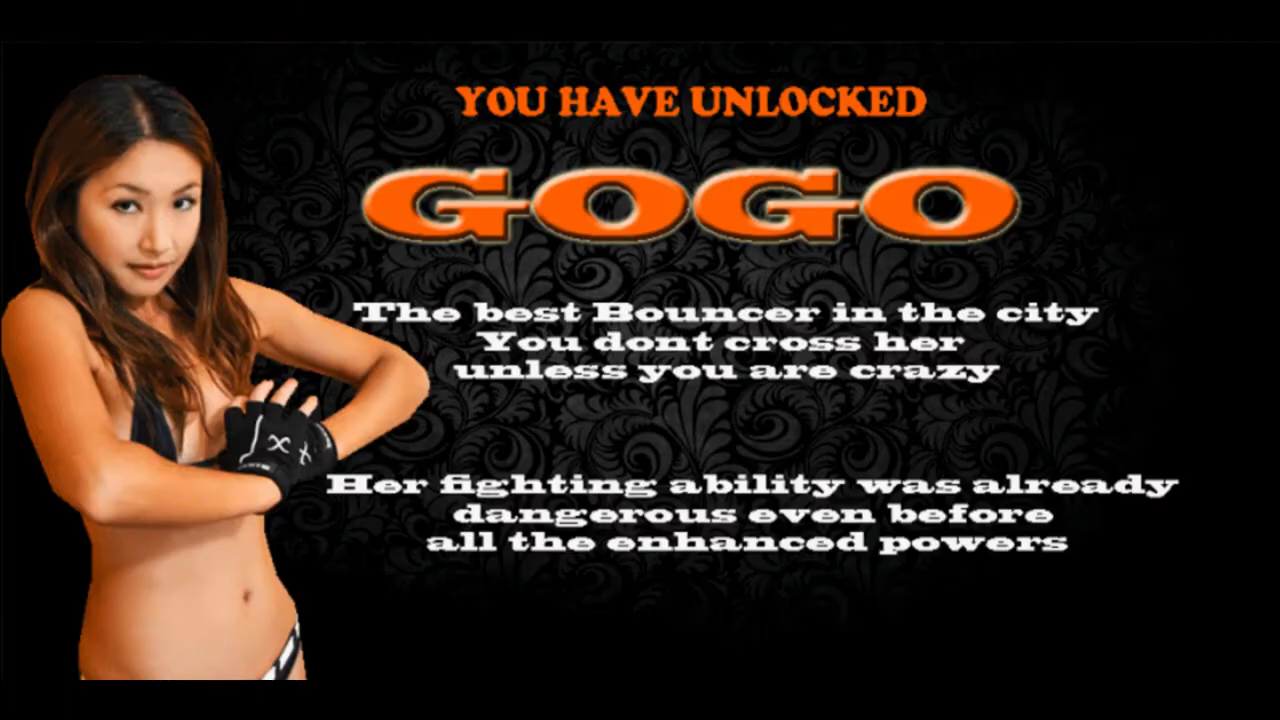 YOU HAVE UNLOCKED
GOGO
The best Bouncer in the city
You dont cross her
unless you are crazy
Her fighting ability was already
dangerous even before
all the enhanced powers